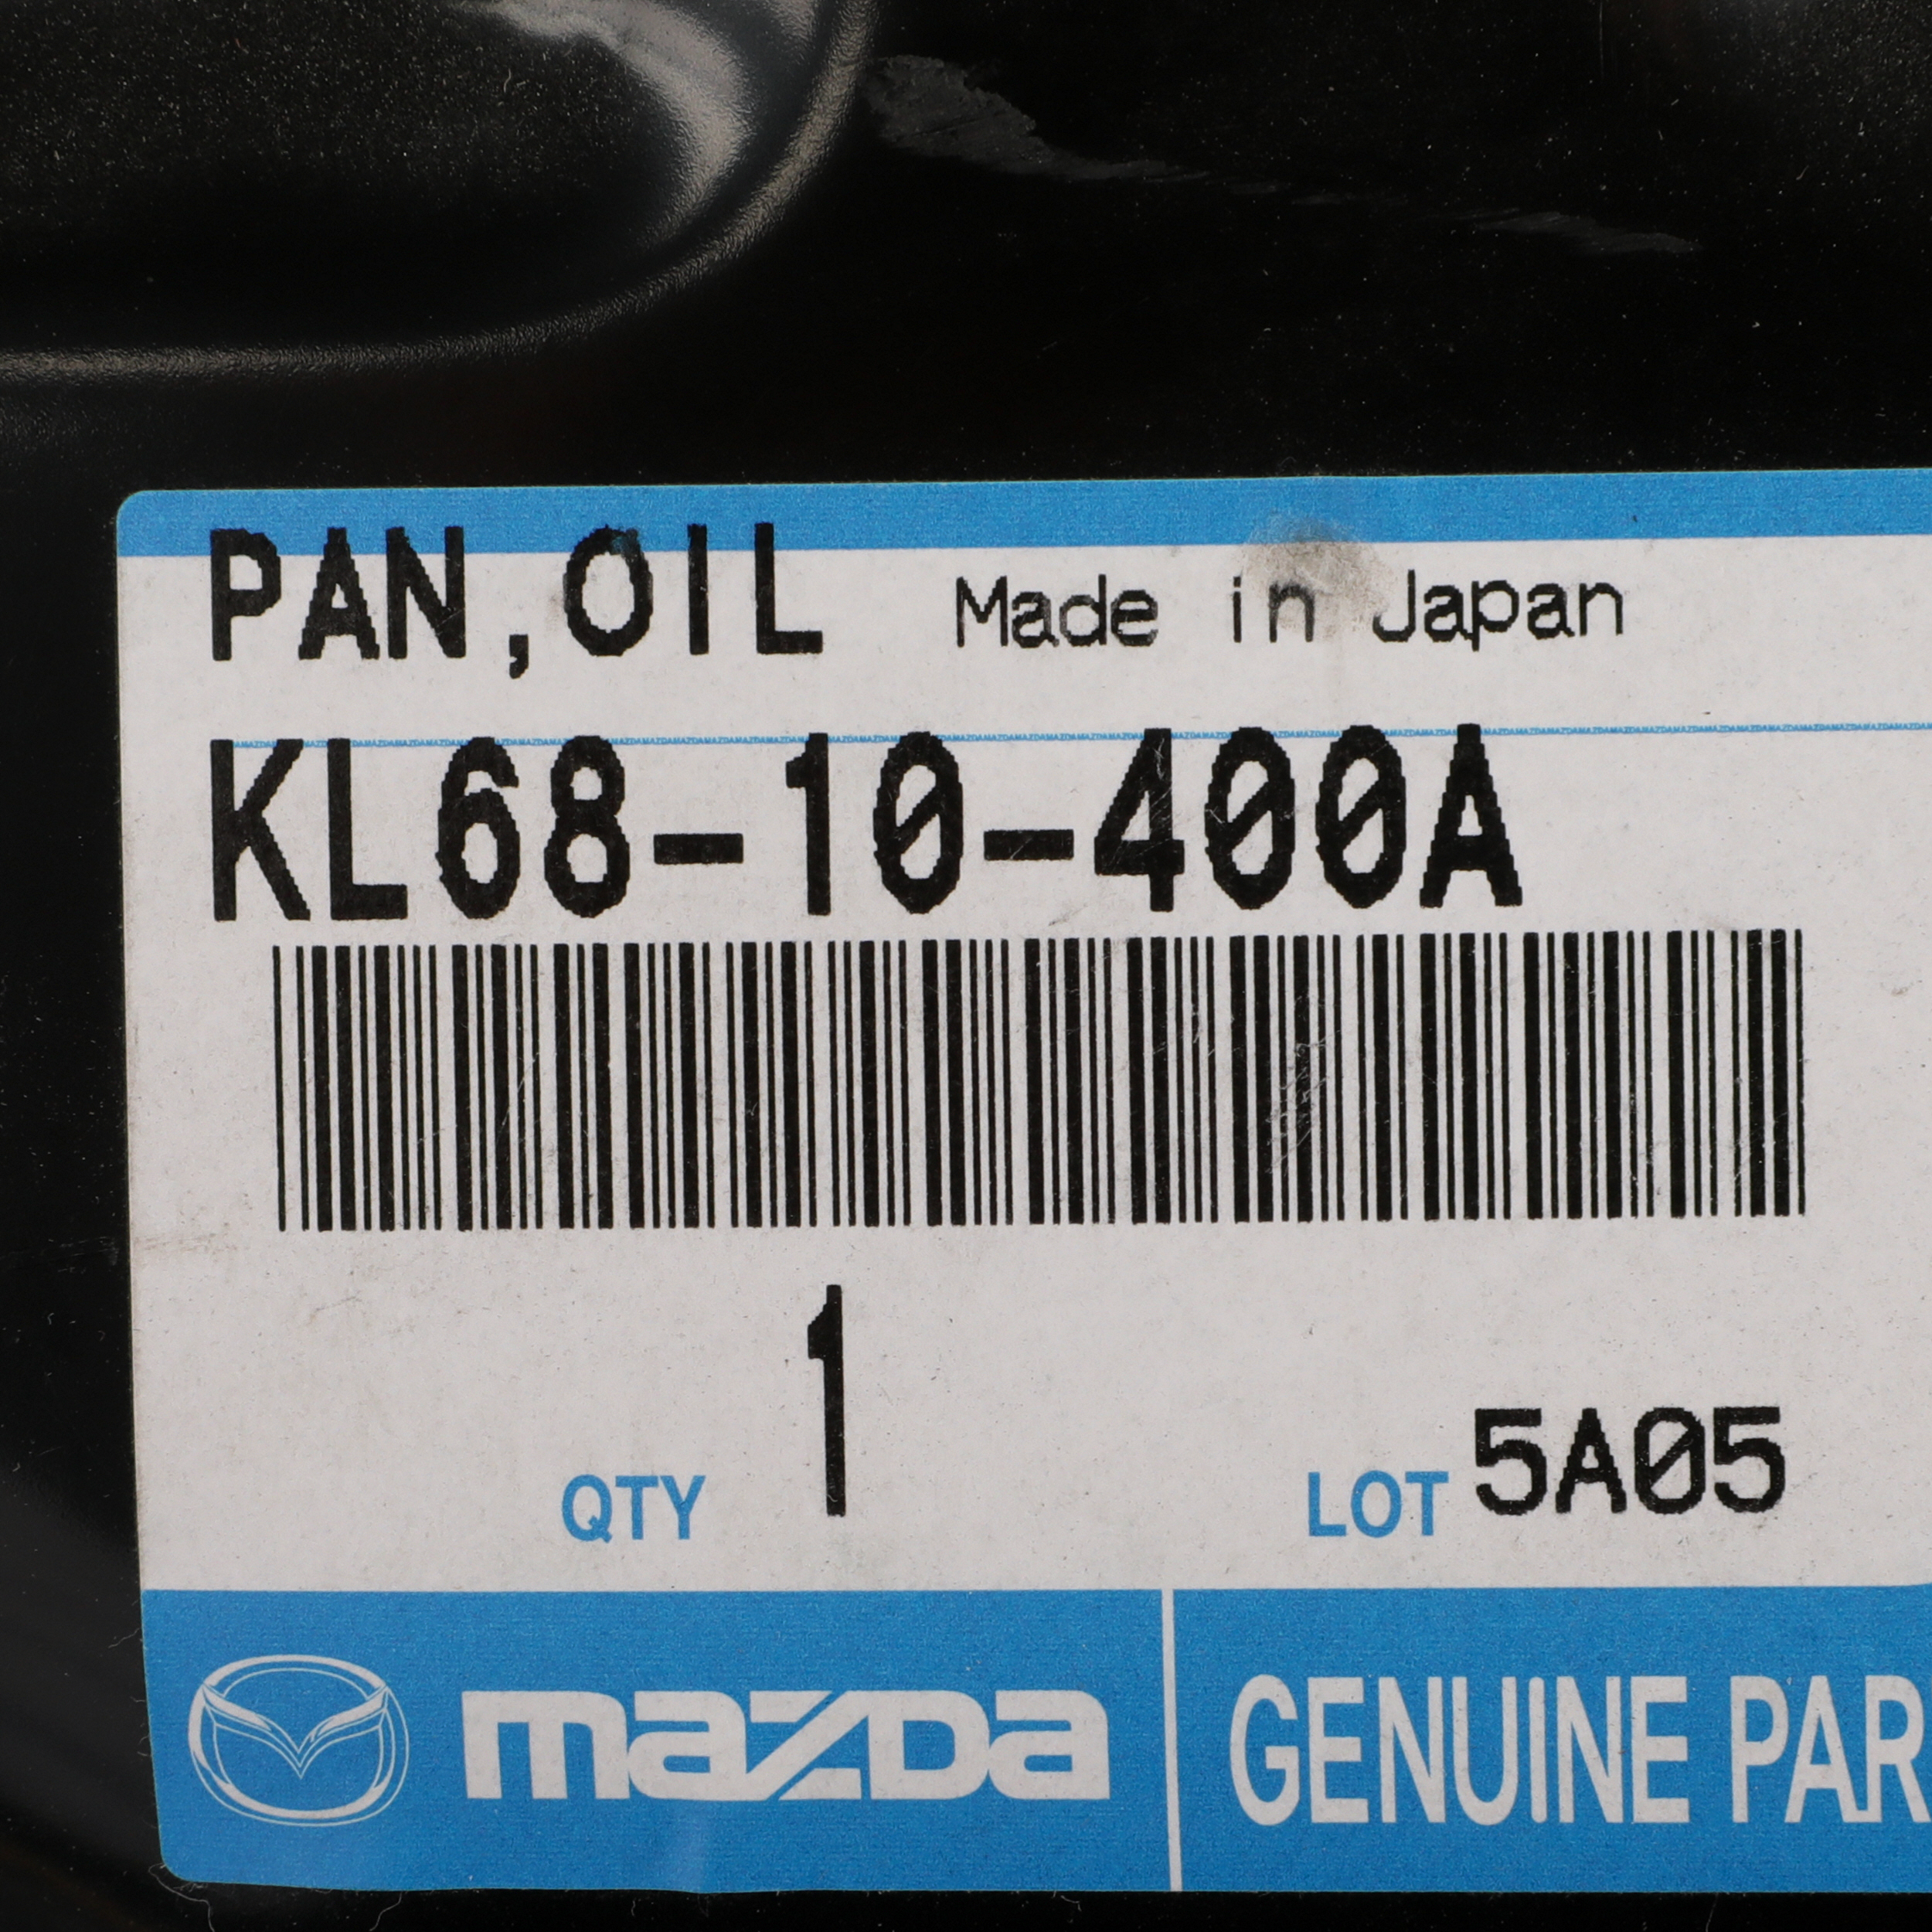 PAN,OIL Made in Japan
KL68-10-400A
QTY 1 LOT 5A05
mazda GENUINE PAR